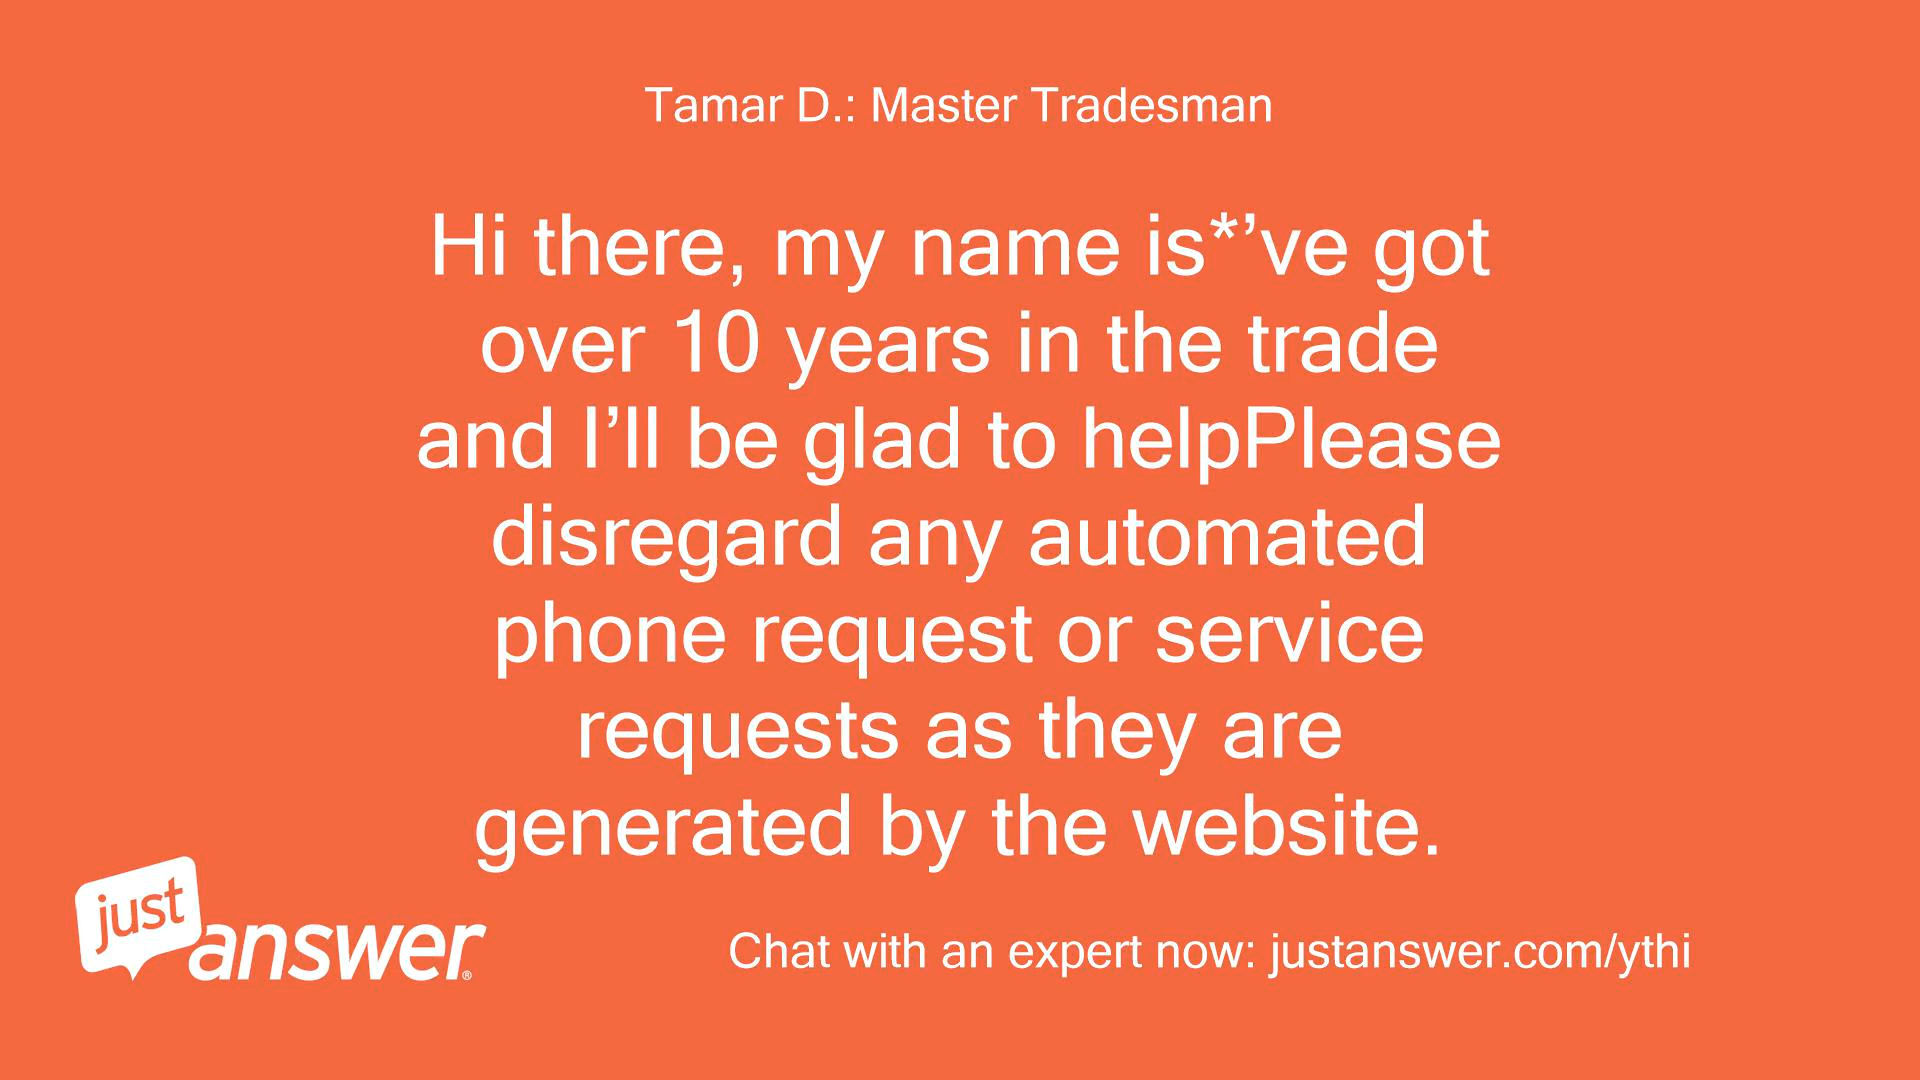 Tamar D.: Master Tradesman
Hi there, my name is*’ve got
over 10 years in the trade
and I’ll be glad to helpPlease
disregard any automated
phone request or service
requests as they are
generated by the website.
just
answer®
Chat with an expert now: justanswer.com/ythi